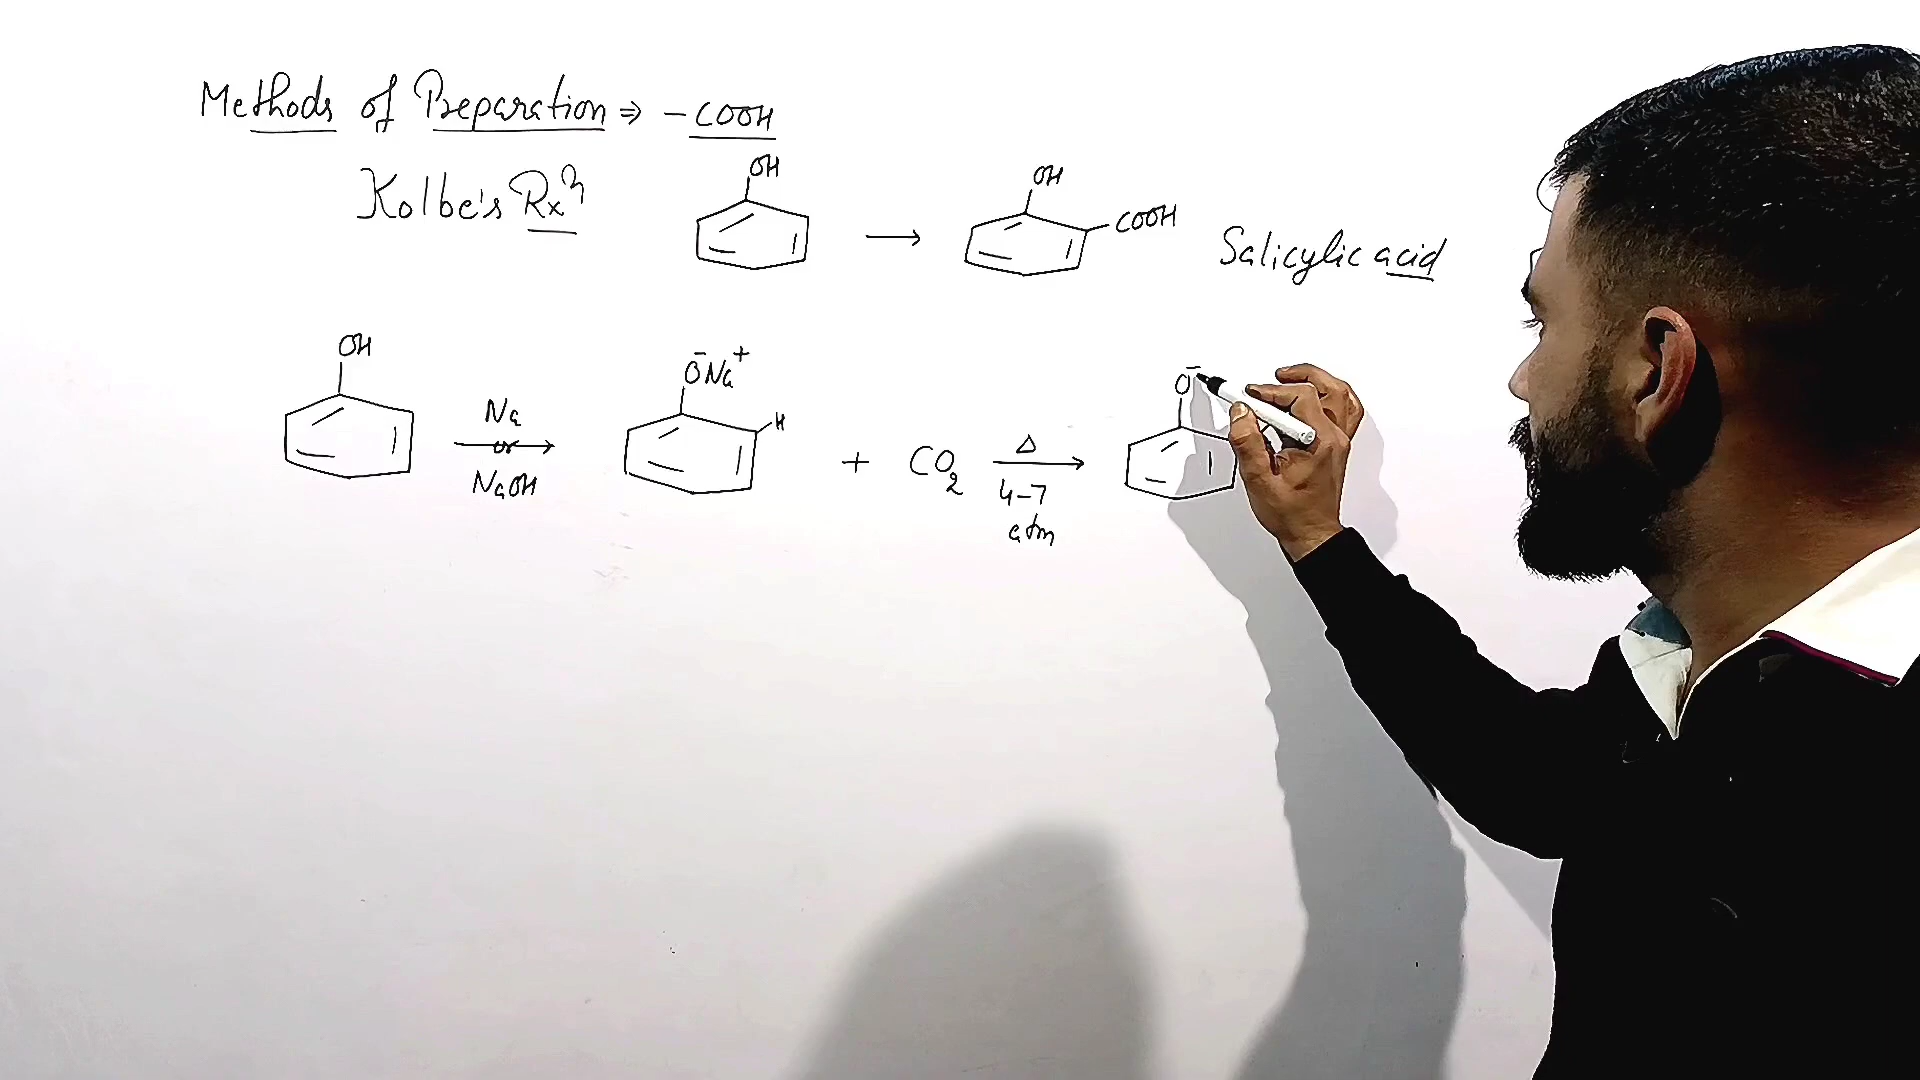 Methods of Preparation ⇒ -COOH
Kolbe's Rxn
OH
→
OH
COOH
Salicylic acid
OH
Na
or
NaOH
O⁻Na⁺
H
+ CO₂
Δ
4-7
atm
O⁻